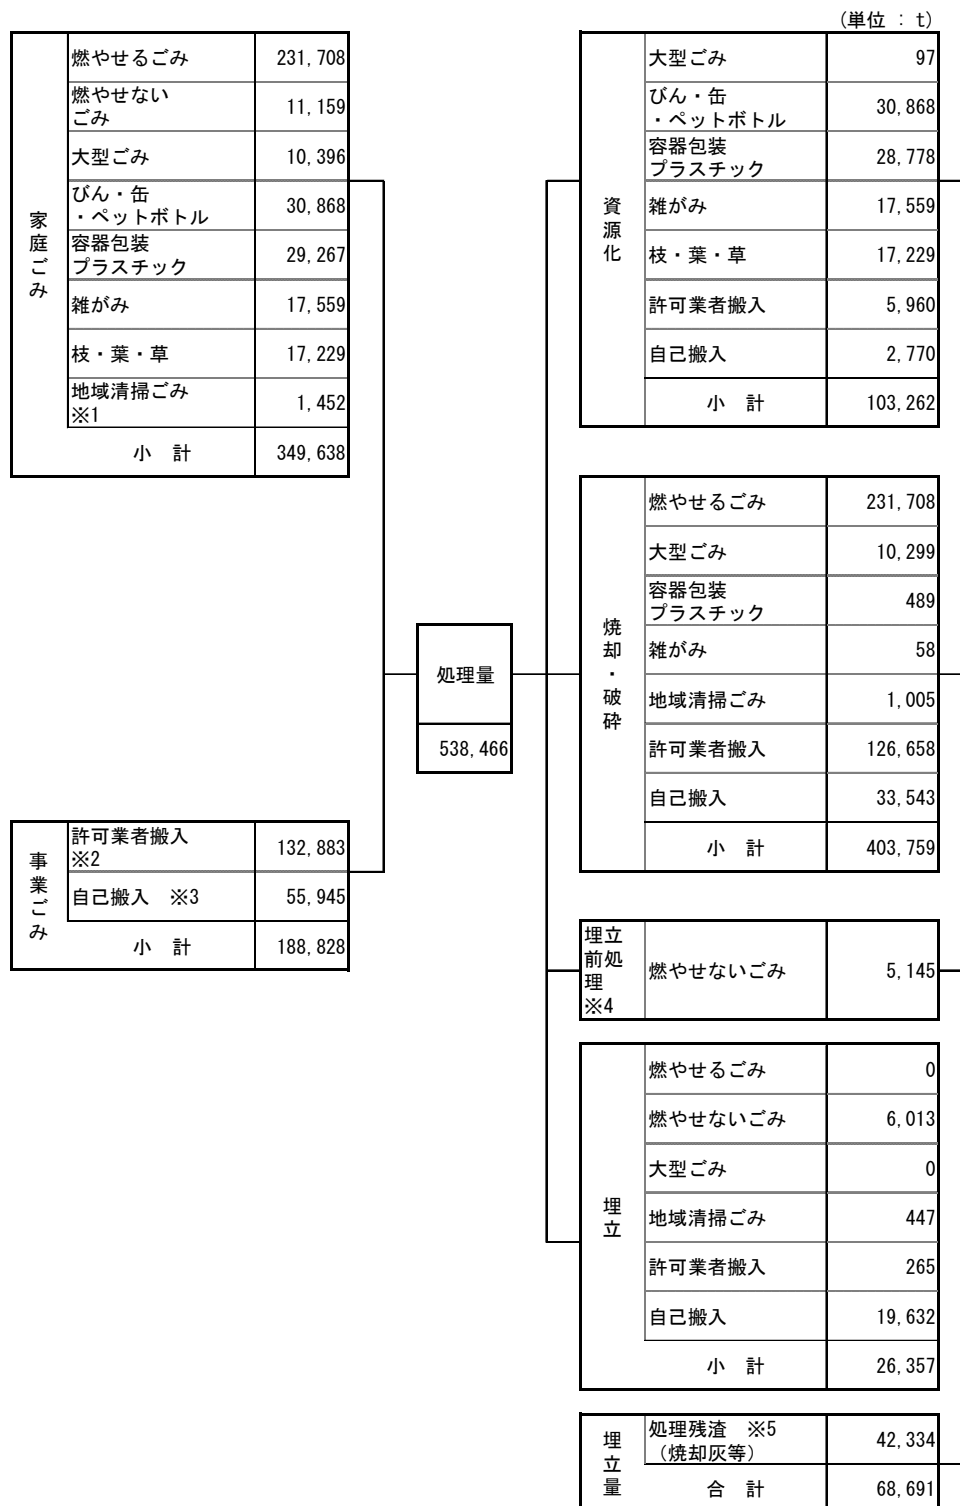 （単位 ： t）
家庭ごみ
燃やせるごみ 231,708
燃やせない
ごみ 11,159
大型ごみ 10,396
びん・缶
・ペットボトル 30,868
容器包装
プラスチック 29,267
雑がみ 17,559
枝・葉・草 17,229
地域清掃ごみ
※1 1,452
小 計 349,638
事業ごみ
許可業者搬入
※2 132,883
自己搬入 ※3 55,945
小 計 188,828
処理量
538,466
資源化
大型ごみ 97
びん・缶
・ペットボトル 30,868
容器包装
プラスチック 28,778
雑がみ 17,559
枝・葉・草 17,229
許可業者搬入 5,960
自己搬入 2,770
小 計 103,262
焼却・破砕
燃やせるごみ 231,708
大型ごみ 10,299
容器包装
プラスチック 489
雑がみ 58
地域清掃ごみ 1,005
許可業者搬入 126,658
自己搬入 33,543
小 計 403,759
埋立
前処
理
※4
燃やせないごみ 5,145
埋立
燃やせるごみ 0
燃やせないごみ 6,013
大型ごみ 0
地域清掃ごみ 447
許可業者搬入 265
自己搬入 19,632
小 計 26,357
埋立量
処理残渣 ※5
（焼却灰等） 42,334
合 計 68,691